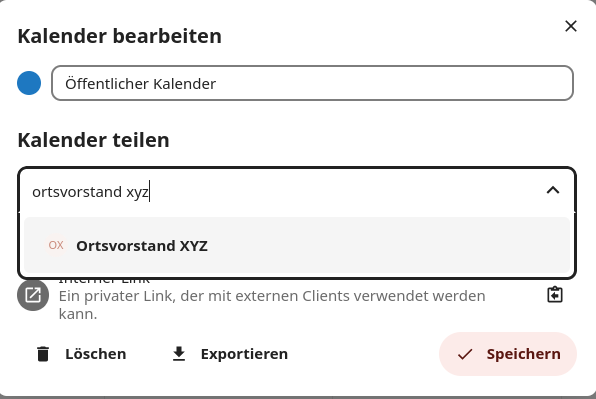 Kalender bearbeiten
Öffentlicher Kalender
Kalender teilen
ortsvorstand xyz
OX Ortsvorstand XYZ
Interner Link
Ein privater Link, der mit externen Clients verwendet werden
kann.
Löschen Exportieren Speichern